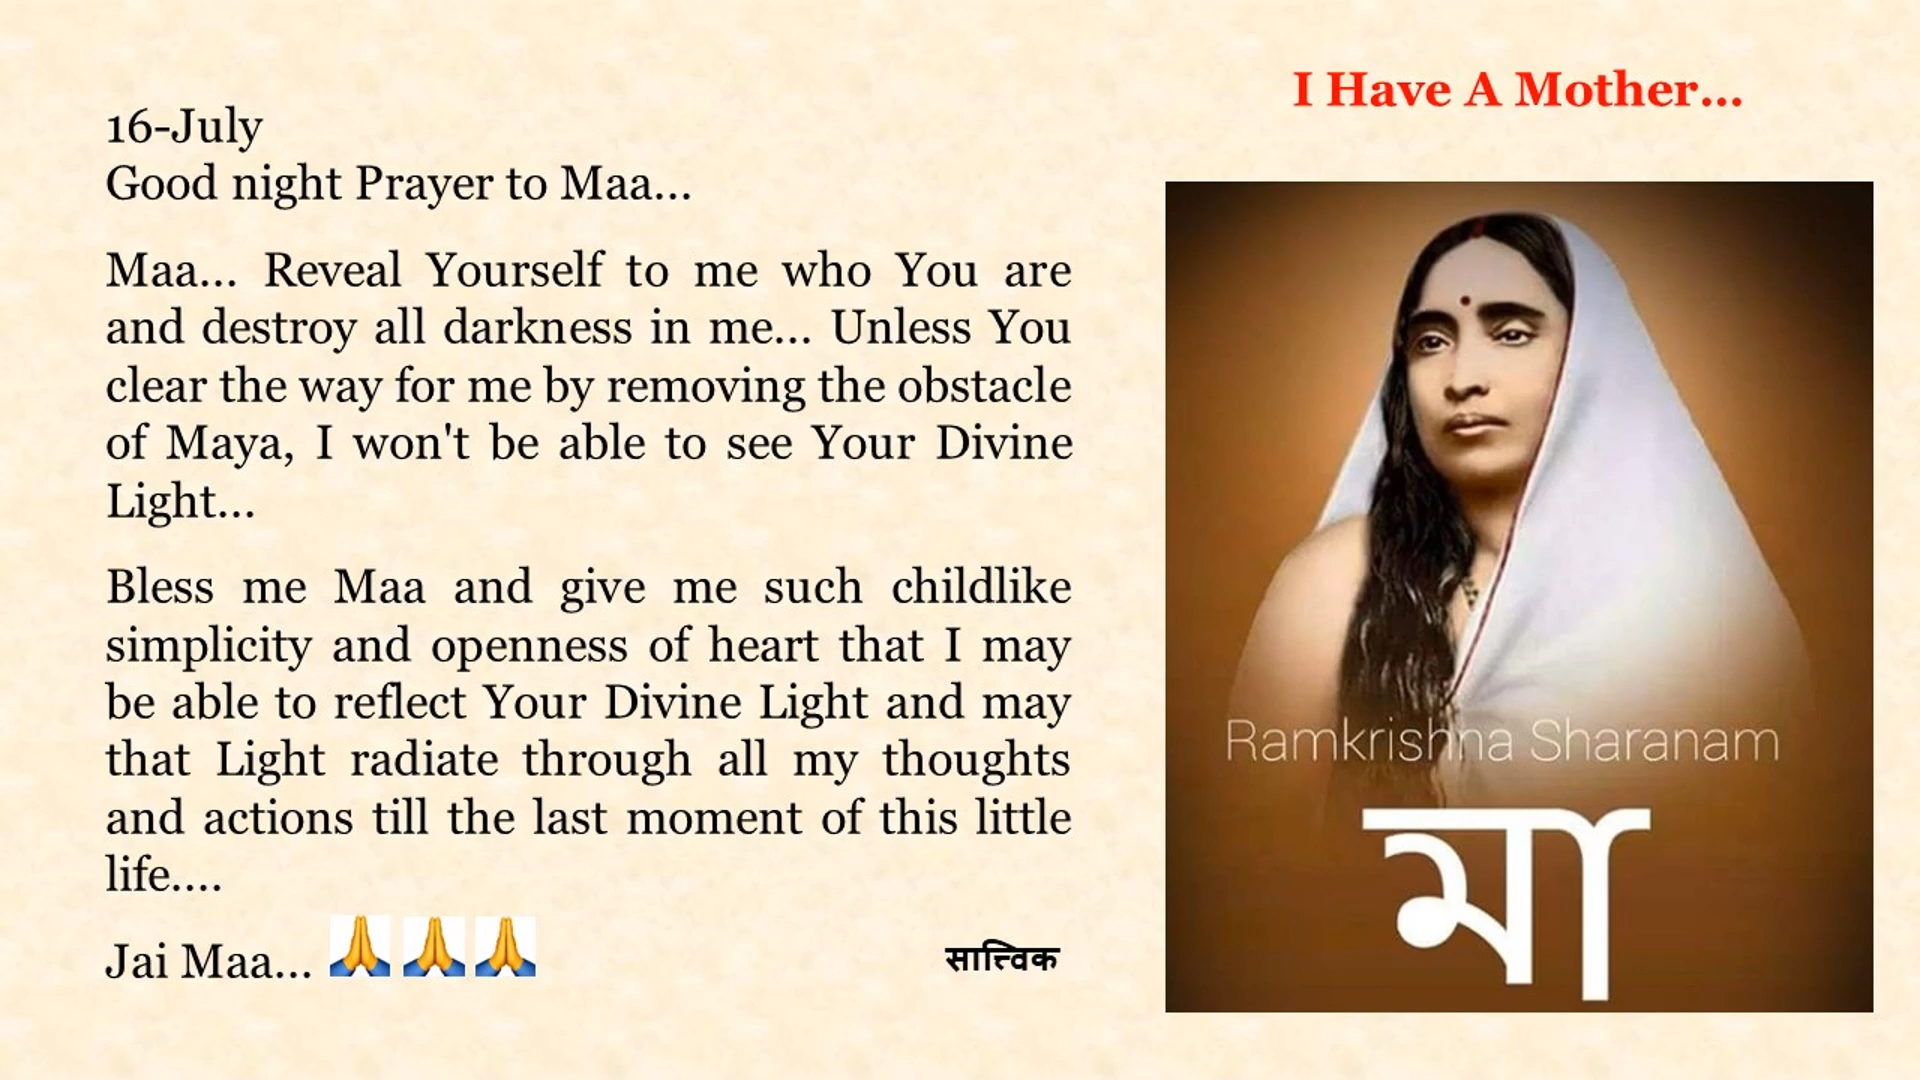 16-July
Good night Prayer to Maa...
Maa... Reveal Yourself to me who You are
and destroy all darkness in me... Unless You
clear the way for me by removing the obstacle
of Maya, I won't be able to see Your Divine
Light...
Bless me Maa and give me such childlike
simplicity and openness of heart that I may
be able to reflect Your Divine Light and may
that Light radiate through all my thoughts
and actions till the last moment of this little
life....
Jai Maa... 🙏 🙏 🙏
सात्त्विक
I Have A Mother...
Ramkrishna Sharanam
মা